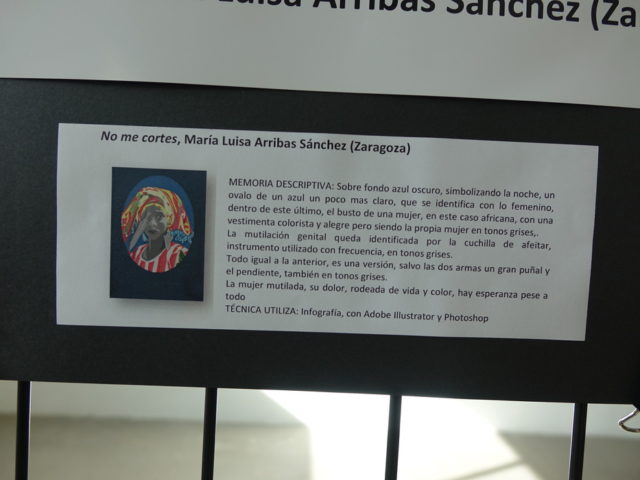 Luisa Arribas Sánchez (Za
No me cortes, María Luisa Arribas Sánchez (Zaragoza)
MEMORIA DESCRIPTIVA: Sobre fondo azul oscuro, simbolizando la noche, un
ovalo de un azul un poco mas claro, que se identifica con lo femenino,
dentro de este último, el busto de una mujer, en este caso africana, con una
vestimenta colorista y alegre pero siendo la propia mujer en tonos grises,.
La mutilación genital queda identificada por la cuchilla de afeitar,
instrumento utilizado con frecuencia, en tonos grises.
Todo igual a la anterior, es una versión, salvo las dos armas un gran puñal y
el pendiente, también en tonos grises.
La mujer mutilada, su dolor, rodeada de vida y color, hay esperanza pese a
todo
TÉCNICA UTILIZA: Infografía, con Adobe Illustrator y Photoshop